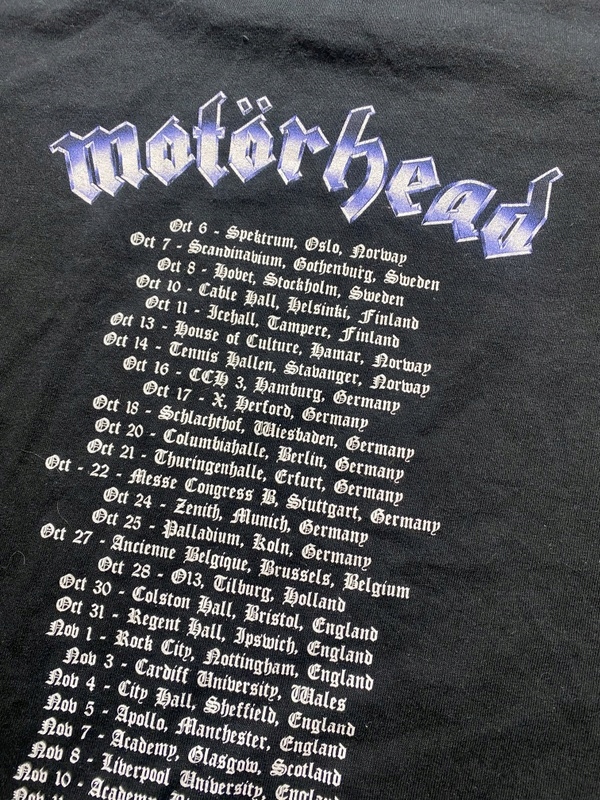 motörhead
Oct 6 - Spektrum, Oslo, Norway
Oct 7 - Scandinavium, Gothenburg, Sweden
Oct 8 - Hovet, Stockholm, Sweden
Oct 10 - Cable Hall, Helsinki, Finland
Oct 11 - Icehall, Tampere, Finland
Oct 13 - House of Culture, Hamar, Norway
Oct 14 - Tennis Hallen, Stavanger, Norway
Oct 16 - CCH 3, Hamburg, Germany
Oct 17 - X, Herford, Germany
Oct 18 - Schlachthof, Wiesbaden, Germany
Oct 20 - Columbiahalle, Berlin, Germany
Oct 21 - Thuringenhalle, Erfurt, Germany
Oct - 22 - Messe Congress B, Stuttgart, Germany
Oct 24 - Zenith, Munich, Germany
Oct 25 - Palladium, Koln, Germany
Oct 27 - Ancienne Belgique, Brussels, Belgium
Oct 28 - O13, Tilburg, Holland
Oct 30 - Colston Hall, Bristol, England
Oct 31 - Regent Hall, Ipswich, England
Nov 1 - Rock City, Nottingham, England
Nov 3 - Cardiff University, Wales
Nov 4 - City Hall, Sheffield, England
Nov 5 - Apollo, Manchester, England
Nov 7 - Academy, Glasgow, Scotland
Nov 8 - Liverpool University, England
Nov 10 - Academy,